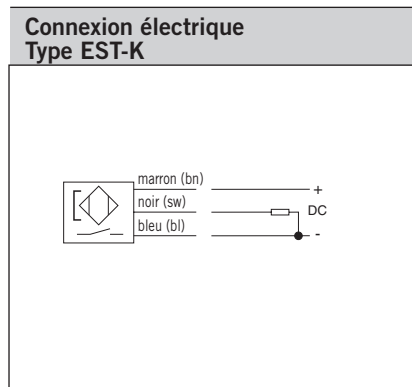 Connexion électrique
Type EST-K
marron (bn)
+
noir (sw)
DC
bleu (bl)
-